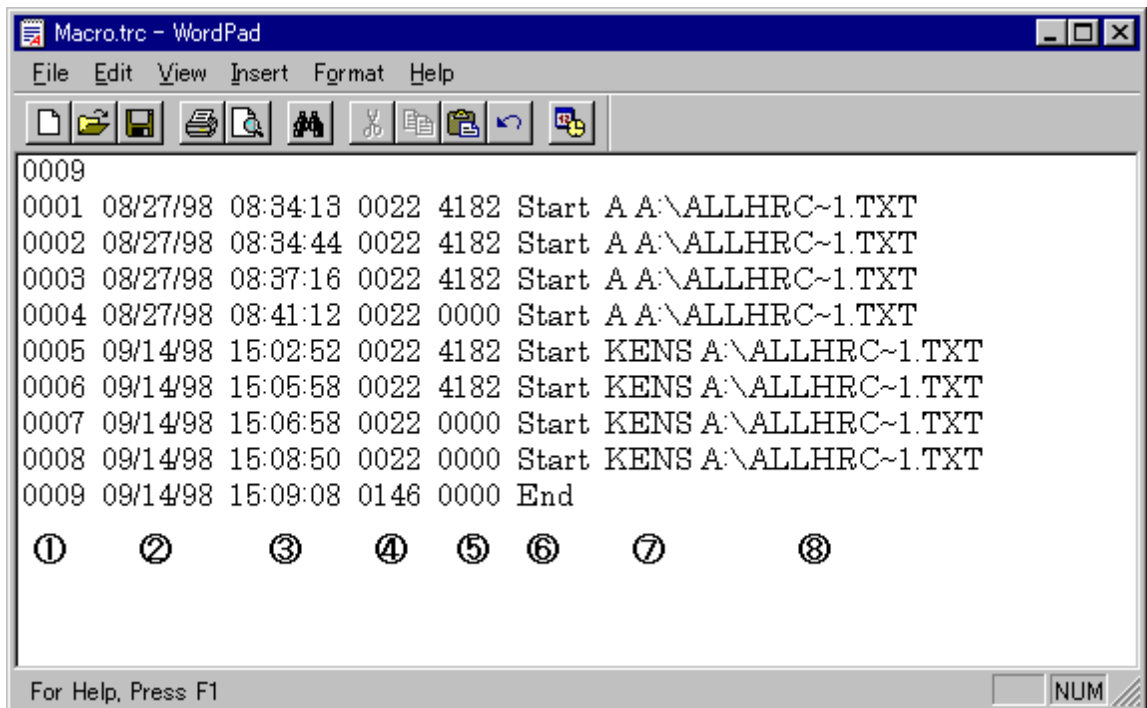 Macro.trc - WordPad
File Edit View Insert Format Help
0009
0001 08/27/98 08:34:13 0022 4182 Start A A:\ALLHRC~1.TXT
0002 08/27/98 08:34:44 0022 4182 Start A A:\ALLHRC~1.TXT
0003 08/27/98 08:37:16 0022 4182 Start A A:\ALLHRC~1.TXT
0004 08/27/98 08:41:12 0022 0000 Start A A:\ALLHRC~1.TXT
0005 09/14/98 15:02:52 0022 4182 Start KENS A:\ALLHRC~1.TXT
0006 09/14/98 15:05:58 0022 4182 Start KENS A:\ALLHRC~1.TXT
0007 09/14/98 15:06:58 0022 0000 Start KENS A:\ALLHRC~1.TXT
0008 09/14/98 15:08:50 0022 0000 Start KENS A:\ALLHRC~1.TXT
0009 09/14/98 15:09:08 0146 0000 End
① ② ③ ④ ⑤ ⑥ ⑦ ⑧
For Help, Press F1 NUM